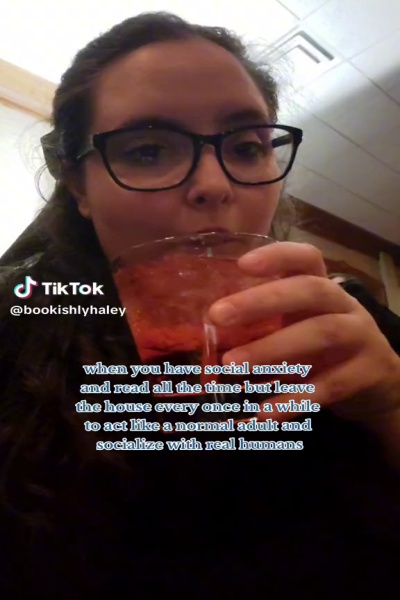 TikTok
@bookishlyhaley
when you have social anxiety
and read all the time but leave
the house every once in a while
to act like a normal adult and
socialize with real humans